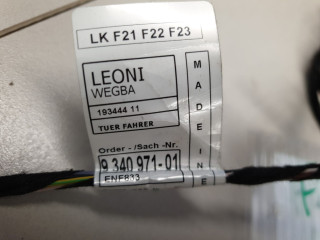 LK F21 F22 F23
LEONI
WEGBA
193444 11
TUER FAHRER
Order - /Sach -Nr.
9 340 971-01
MADE IN E